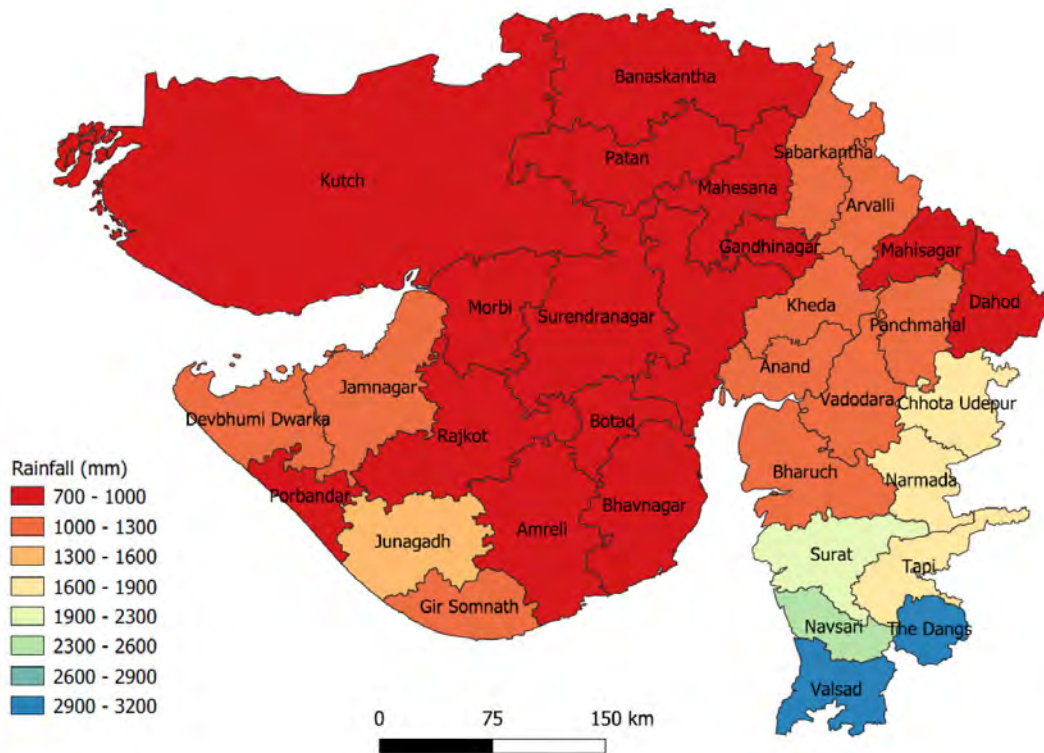 Banaskantha
Patan
Sabarkantha
Kutch
Mahesana
Arvalli
Gandhinagar
Mahisagar
Morbi
Surendranagar
Kheda
Dahod
Panchmahal
Jamnagar
Anand
Devbhumi Dwarka
Vadodara
Chhota Udepur
Rajkot
Botad
Rainfall (mm)
700 - 1000
1000 - 1300
1300 - 1600
1600 - 1900
1900 - 2300
2300 - 2600
2600 - 2900
2900 - 3200
Porbandar
Bharuch
Narmada
Bhavnagar
Amreli
Junagadh
Surat
Tapi
Gir Somnath
Navsari
The Dangs
Valsad
0 75 150 km